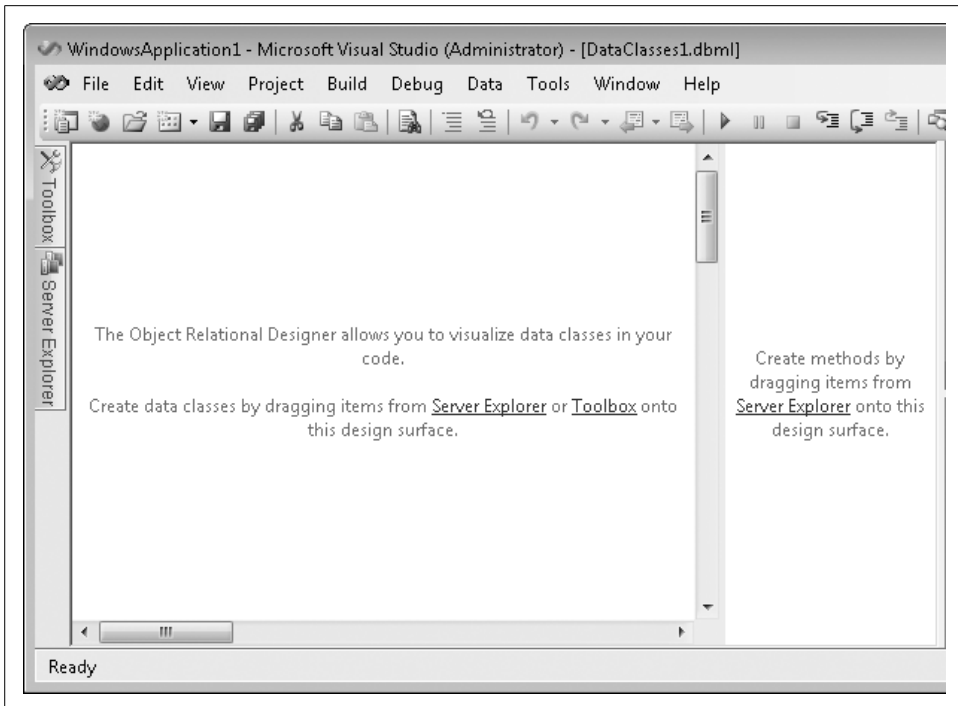 WindowsApplication1 - Microsoft Visual Studio (Administrator) - [DataClasses1.dbml]
File Edit View Project Build Debug Data Tools Window Help
Toolbox
Server Explorer
The Object Relational Designer allows you to visualize data classes in your
code.
Create data classes by dragging items from Server Explorer or Toolbox onto
this design surface.
Create methods by
dragging items from
Server Explorer onto this
design surface.
Ready